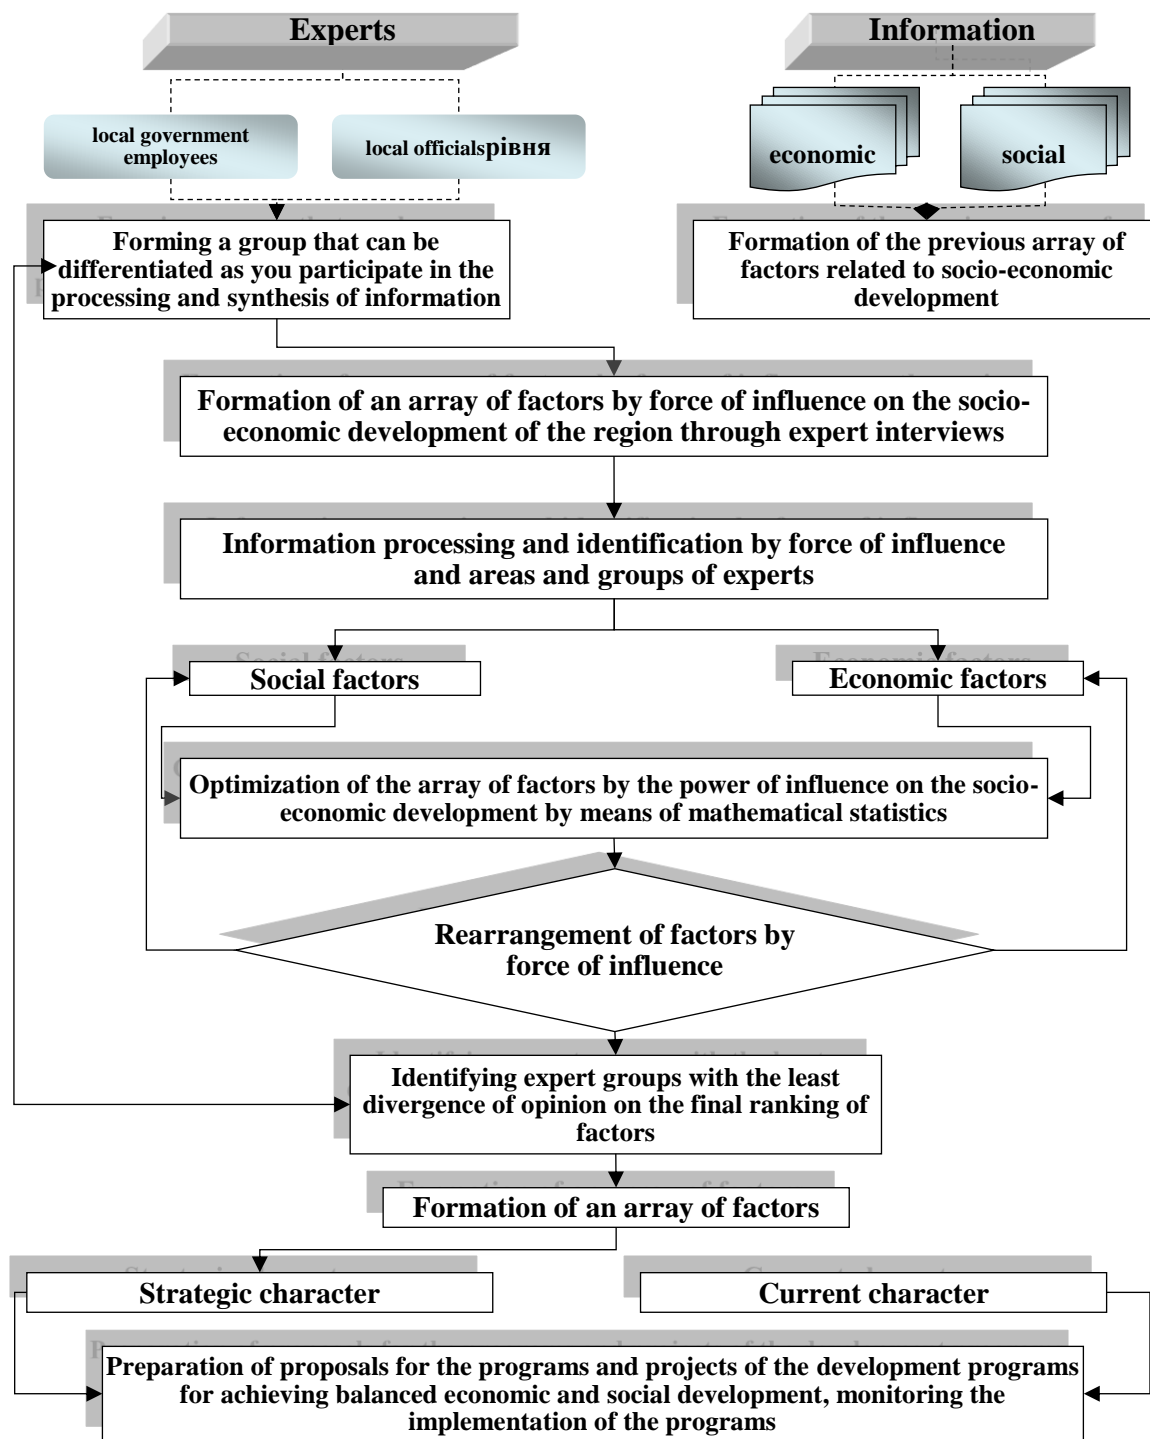 Experts
Information
local government
employees
local officialsрівня
economic
social
Forming a group that can be
differentiated as you participate in the
processing and synthesis of information
Formation of the previous array of
factors related to socio-economic
development
Formation of an array of factors by force of influence on the socio-
economic development of the region through expert interviews
Information processing and identification by force of influence
and areas and groups of experts
Social factors
Economic factors
Optimization of the array of factors by the power of influence on the socio-
economic development by means of mathematical statistics
Rearrangement of factors by
force of influence
Identifying expert groups with the least
divergence of opinion on the final ranking of
factors
Formation of an array of factors
Strategic character
Current character
Preparation of proposals for the programs and projects of the development programs
for achieving balanced economic and social development, monitoring the
implementation of the programs